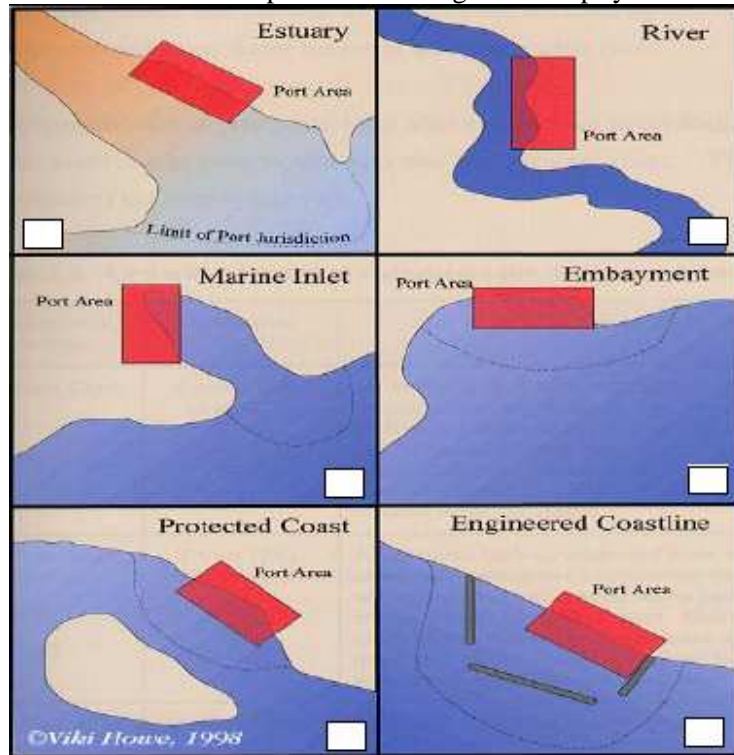 Estuary
Port Area
Limit of Port Jurisdiction
River
Port Area
Marine Inlet
Port Area
Embayment
Port Area
Protected Coast
Port Area
©Viki Howe, 1998
Engineered Coastline
Port Area